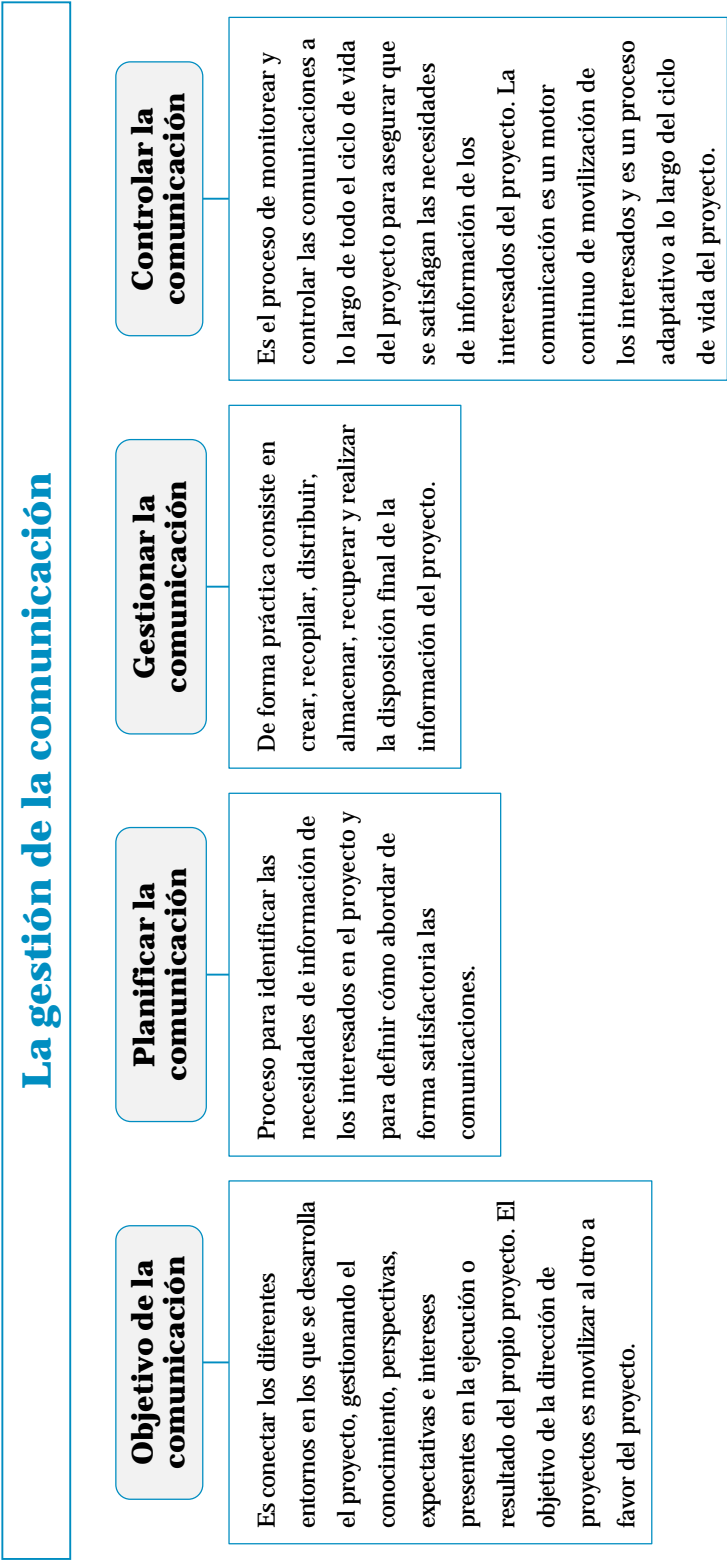 La gestión de la comunicación
Objetivo de la
comunicación
Es conectar los diferentes
entornos en los que se desarrolla
el proyecto, gestionando el
conocimiento, perspectivas,
expectativas e intereses
presentes en la ejecución o
resultado del propio proyecto. El
objetivo de la dirección de
proyectos es movilizar al otro a
favor del proyecto.
Planificar la
comunicación
Proceso para identificar las
necesidades de información de
los interesados en el proyecto y
para definir cómo abordar de
forma satisfactoria las
comunicaciones.
Gestionar la
comunicación
De forma práctica consiste en
crear, recopilar, distribuir,
almacenar, recuperar y realizar
la disposición final de la
información del proyecto.
Controlar la
comunicación
Es el proceso de monitorear y
controlar las comunicaciones a
lo largo de todo el ciclo de vida
del proyecto para asegurar que
se satisfagan las necesidades
de información de los
interesados del proyecto. La
comunicación es un motor
continuo de movilización de
los interesados y es un proceso
adaptativo a lo largo del ciclo
de vida del proyecto.